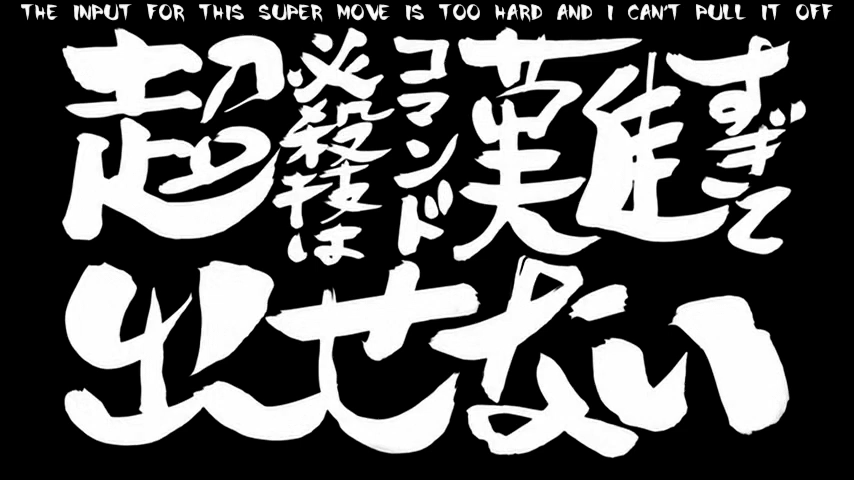 THE INPUT FOR THIS SUPER MOVE IS TOO HARD AND I CAN'T PULL IT OFF
超
必殺技は
コマンド
難
すぎて
出せない